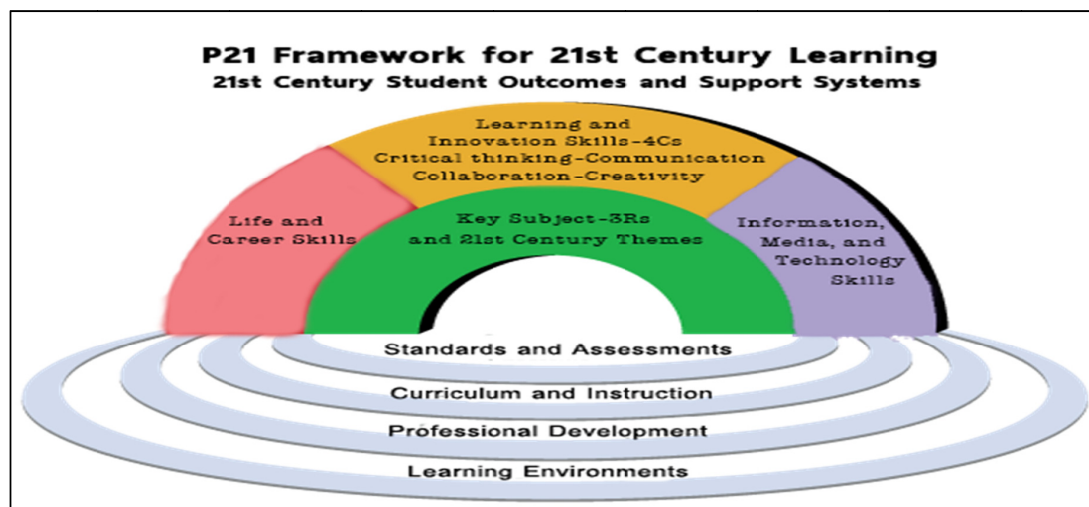 P21 Framework for 21st Century Learning
21st Century Student Outcomes and Support Systems
Learning and
Innovation Skills-4Cs
Critical thinking-Communication
Collaboration-Creativity
Life and
Career Skills
Key Subject-3Rs
and 21st Century Themes
Information,
Media, and
Technology
Skills
Standards and Assessments
Curriculum and Instruction
Professional Development
Learning Environments